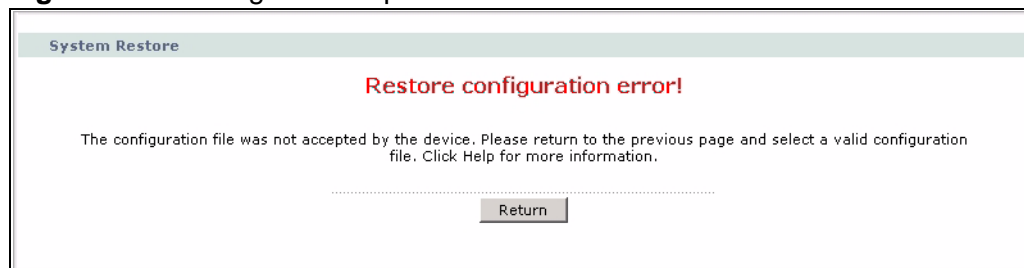 System Restore
Restore configuration error!
The configuration file was not accepted by the device. Please return to the previous page and select a valid configuration
file. Click Help for more information.
Return